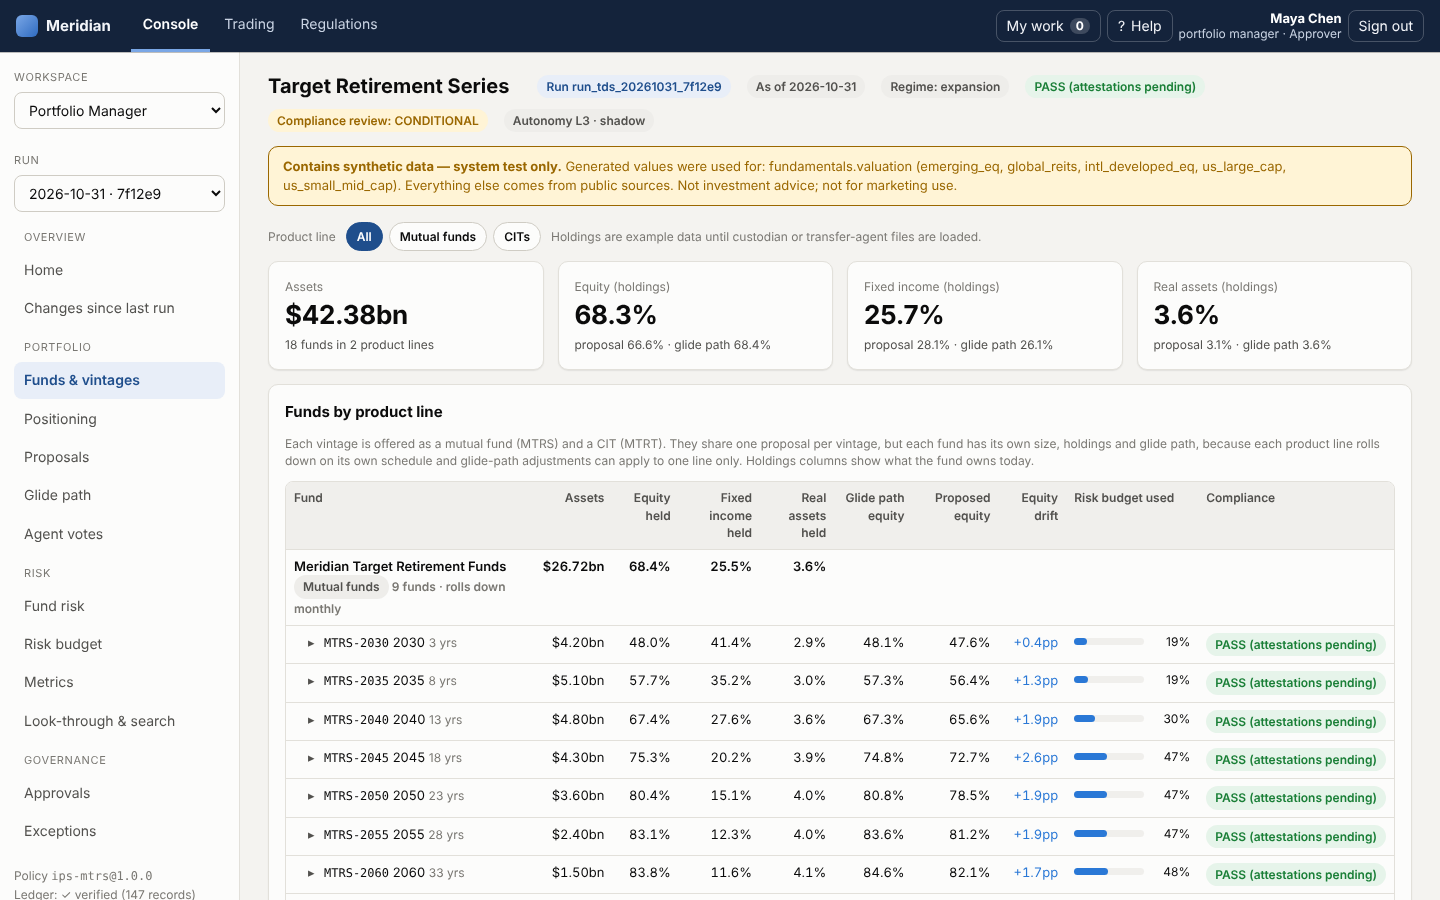 Meridian
Console
Trading
Regulations
My work 0
? Help
Maya Chen
portfolio manager · Approver
Sign out
WORKSPACE
Portfolio Manager
RUN
2026-10-31 · 7f12e9
OVERVIEW
Home
Changes since last run
PORTFOLIO
Funds & vintages
Positioning
Proposals
Glide path
Agent votes
RISK
Fund risk
Risk budget
Metrics
Look-through & search
GOVERNANCE
Approvals
Exceptions
Policy ips-mtrs@1.0.0
Ledger: ✓ verified (147 records)
Target Retirement Series
Run run_tds_20261031_7f12e9
As of 2026-10-31
Regime: expansion
PASS (attestations pending)
Compliance review: CONDITIONAL
Autonomy L3 · shadow
Contains synthetic data — system test only. Generated values were used for: fundamentals.valuation (emerging_eq, global_reits, intl_developed_eq, us_large_cap,
us_small_mid_cap). Everything else comes from public sources. Not investment advice; not for marketing use.
Product line All Mutual funds CITs Holdings are example data until custodian or transfer-agent files are loaded.
Assets
$42.38bn
18 funds in 2 product lines
Equity (holdings)
68.3%
proposal 66.6% · glide path 68.4%
Fixed income (holdings)
25.7%
proposal 28.1% · glide path 26.1%
Real assets (holdings)
3.6%
proposal 3.1% · glide path 3.6%
Funds by product line
Each vintage is offered as a mutual fund (MTRS) and a CIT (MTRT). They share one proposal per vintage, but each fund has its own size, holdings and glide path, because each product line rolls
down on its own schedule and glide-path adjustments can apply to one line only. Holdings columns show what the fund owns today.
Fund Assets Equity held Fixed income held Real assets held Glide path equity Proposed equity Equity drift Risk budget used Compliance
Meridian Target Retirement Funds $26.72bn 68.4% 25.5% 3.6%
Mutual funds 9 funds · rolls down
monthly
▸ MTRS-2030 2030 3 yrs $4.20bn 48.0% 41.4% 2.9% 48.1% 47.6% +0.4pp 19% PASS (attestations pending)
▸ MTRS-2035 2035 8 yrs $5.10bn 57.7% 35.2% 3.0% 57.3% 56.4% +1.3pp 19% PASS (attestations pending)
▸ MTRS-2040 2040 13 yrs $4.80bn 67.4% 27.6% 3.6% 67.3% 65.6% +1.9pp 30% PASS (attestations pending)
▸ MTRS-2045 2045 18 yrs $4.30bn 75.3% 20.2% 3.9% 74.8% 72.7% +2.6pp 47% PASS (attestations pending)
▸ MTRS-2050 2050 23 yrs $3.60bn 80.4% 15.1% 4.0% 80.8% 78.5% +1.9pp 47% PASS (attestations pending)
▸ MTRS-2055 2055 28 yrs $2.40bn 83.1% 12.3% 4.0% 83.6% 81.2% +1.9pp 47% PASS (attestations pending)
▸ MTRS-2060 2060 33 yrs $1.50bn 83.8% 11.6% 4.1% 84.6% 82.1% +1.7pp 48% PASS (attestations pending)